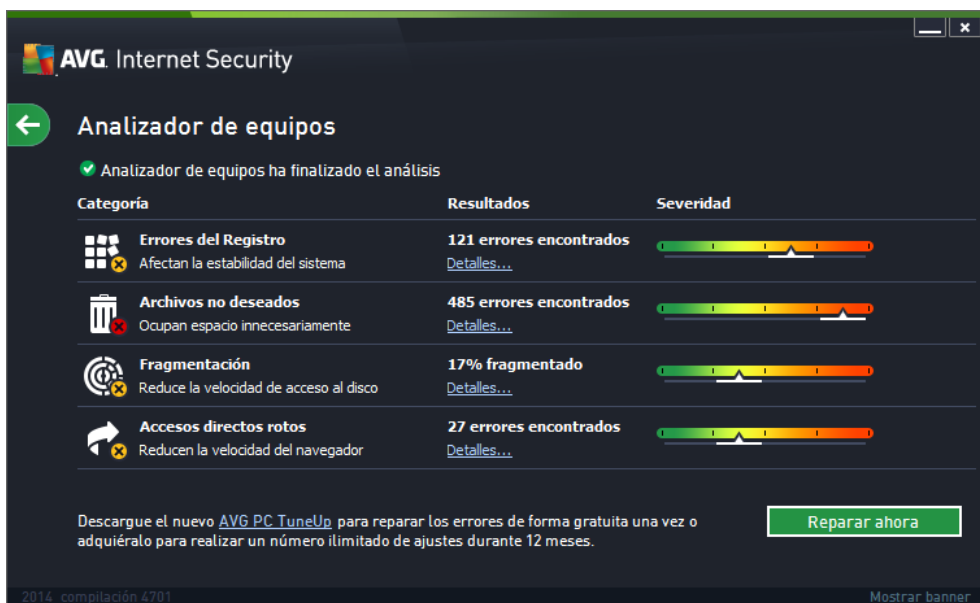 AVG. Internet Security
Analizador de equipos
Analizador de equipos ha finalizado el análisis
Categoría Resultados Severidad
Errores del Registro 121 errores encontrados
Afectan la estabilidad del sistema Detalles...
Archivos no deseados 485 errores encontrados
Ocupan espacio innecesariamente Detalles...
Fragmentación 17% fragmentado
Reduce la velocidad de acceso al disco Detalles...
Accesos directos rotos 27 errores encontrados
Reducen la velocidad del navegador Detalles...
Descargue el nuevo AVG PC TuneUp para reparar los errores de forma gratuita una vez o
adquiéralo para realizar un número ilimitado de ajustes durante 12 meses.
Reparar ahora
2014 compilación 4701 Mostrar banner